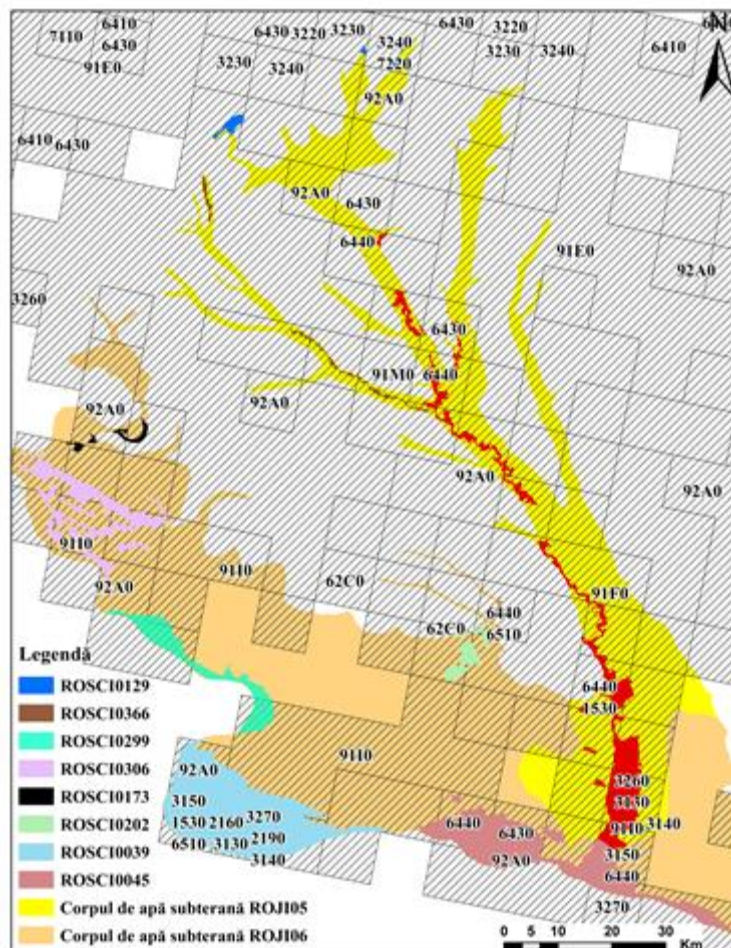 6410
7110
6430
91E0
6430 3220 3230
3240
3230
3240
7220
92A0
6430
3220
3230 3240
6410
N
6410 6430
92A0
6430
6440
91E0
92A0
3260
6430
91M0 6440
92A0
92A0
92A0
92A0
91I0
91I0
92A0
62C0
6440
62C0 6510
91F0
6440
1530
91I0
92A0
3150
1530 2160 3270
2190
6510 3130
3140
6440 6430
92A0
3260
3130
91I0 3140
3150
6440
3270
Legendă
ROSCI0129
ROSCI0366
ROSCI0299
ROSCI0306
ROSCI0173
ROSCI0202
ROSCI0039
ROSCI0045
Corpul de apă subterană ROJI05
Corpul de apă subterană ROJI06
0 5 10 20 30
Km